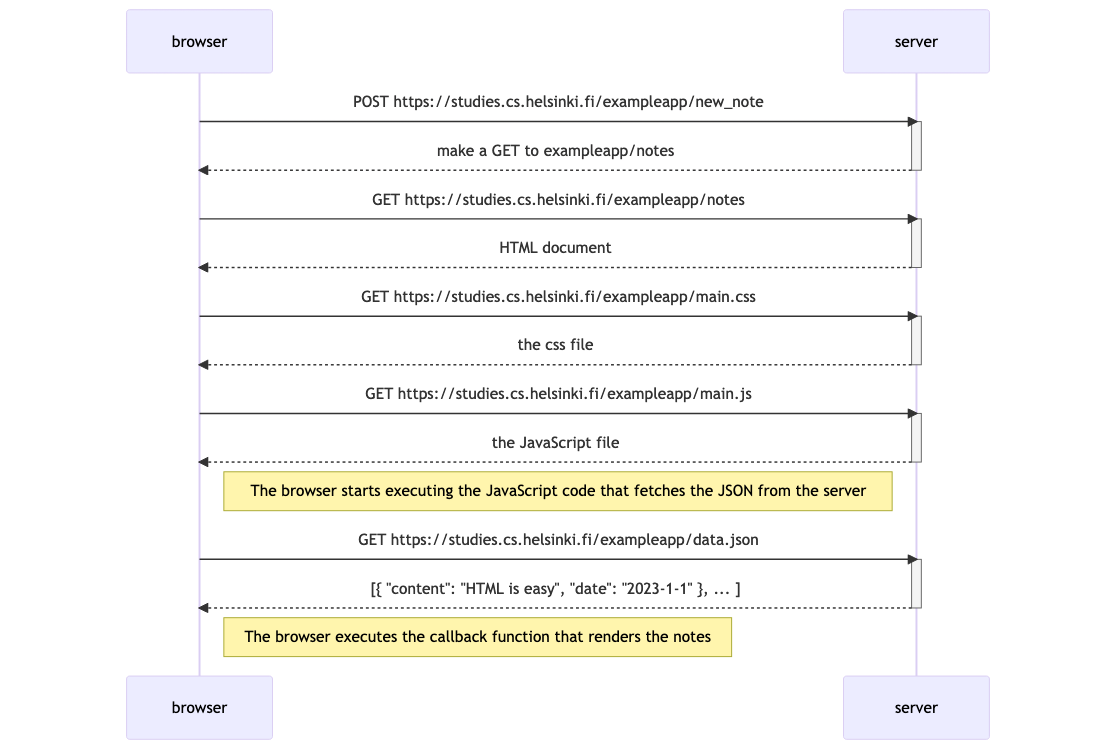 browser server
POST https://studies.cs.helsinki.fi/exampleapp/new_note
make a GET to exampleapp/notes
GET https://studies.cs.helsinki.fi/exampleapp/notes
HTML document
GET https://studies.cs.helsinki.fi/exampleapp/main.css
the css file
GET https://studies.cs.helsinki.fi/exampleapp/main.js
the JavaScript file
The browser starts executing the JavaScript code that fetches the JSON from the server
GET https://studies.cs.helsinki.fi/exampleapp/data.json
[{ "content": "HTML is easy", "date": "2023-1-1" }, ... ]
The browser executes the callback function that renders the notes
browser server